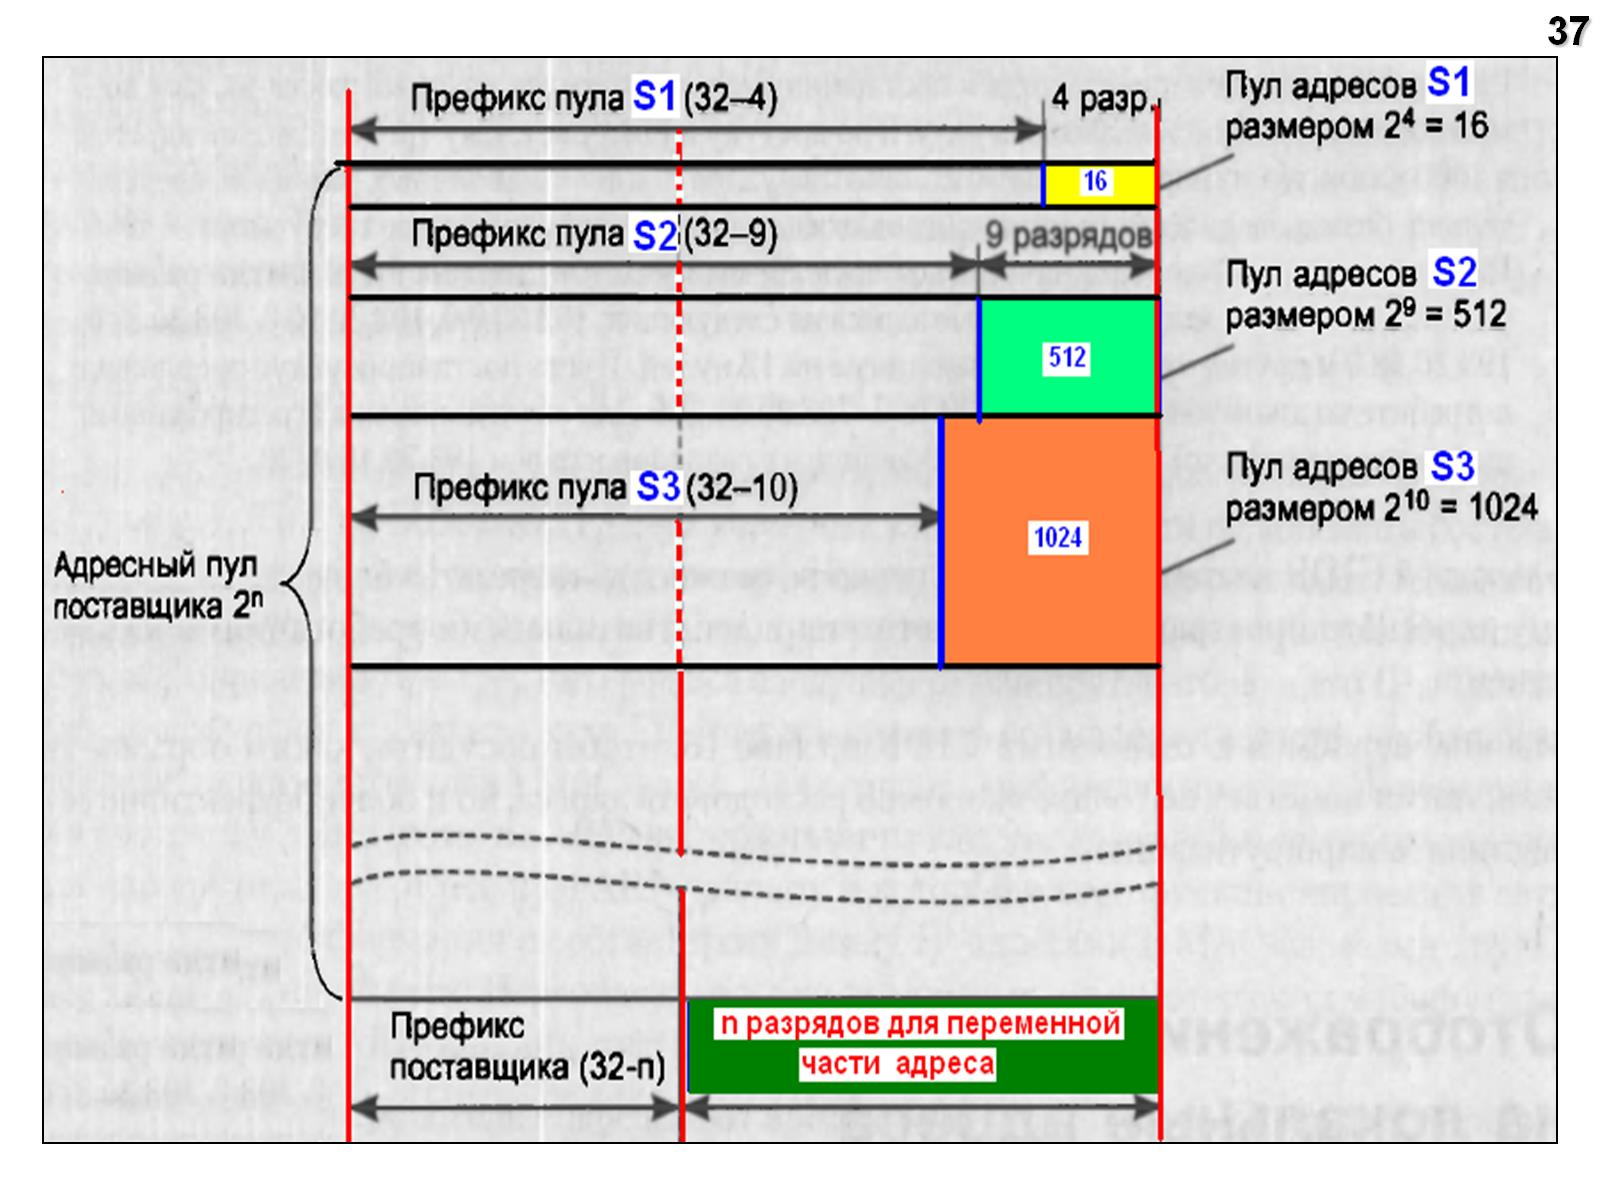 37
Префикс пула S1 (32–4)
4 разр.
Пул адресов S1
размером 2⁴ = 16
16
Префикс пула S2 (32–9)
9 разрядов
Пул адресов S2
размером 2⁹ = 512
512
Префикс пула S3 (32–10)
Пул адресов S3
размером 2¹⁰ = 1024
1024
Адресный пул
поставщика 2ⁿ
Префикс
поставщика (32-n)
n разрядов для переменной
части адреса